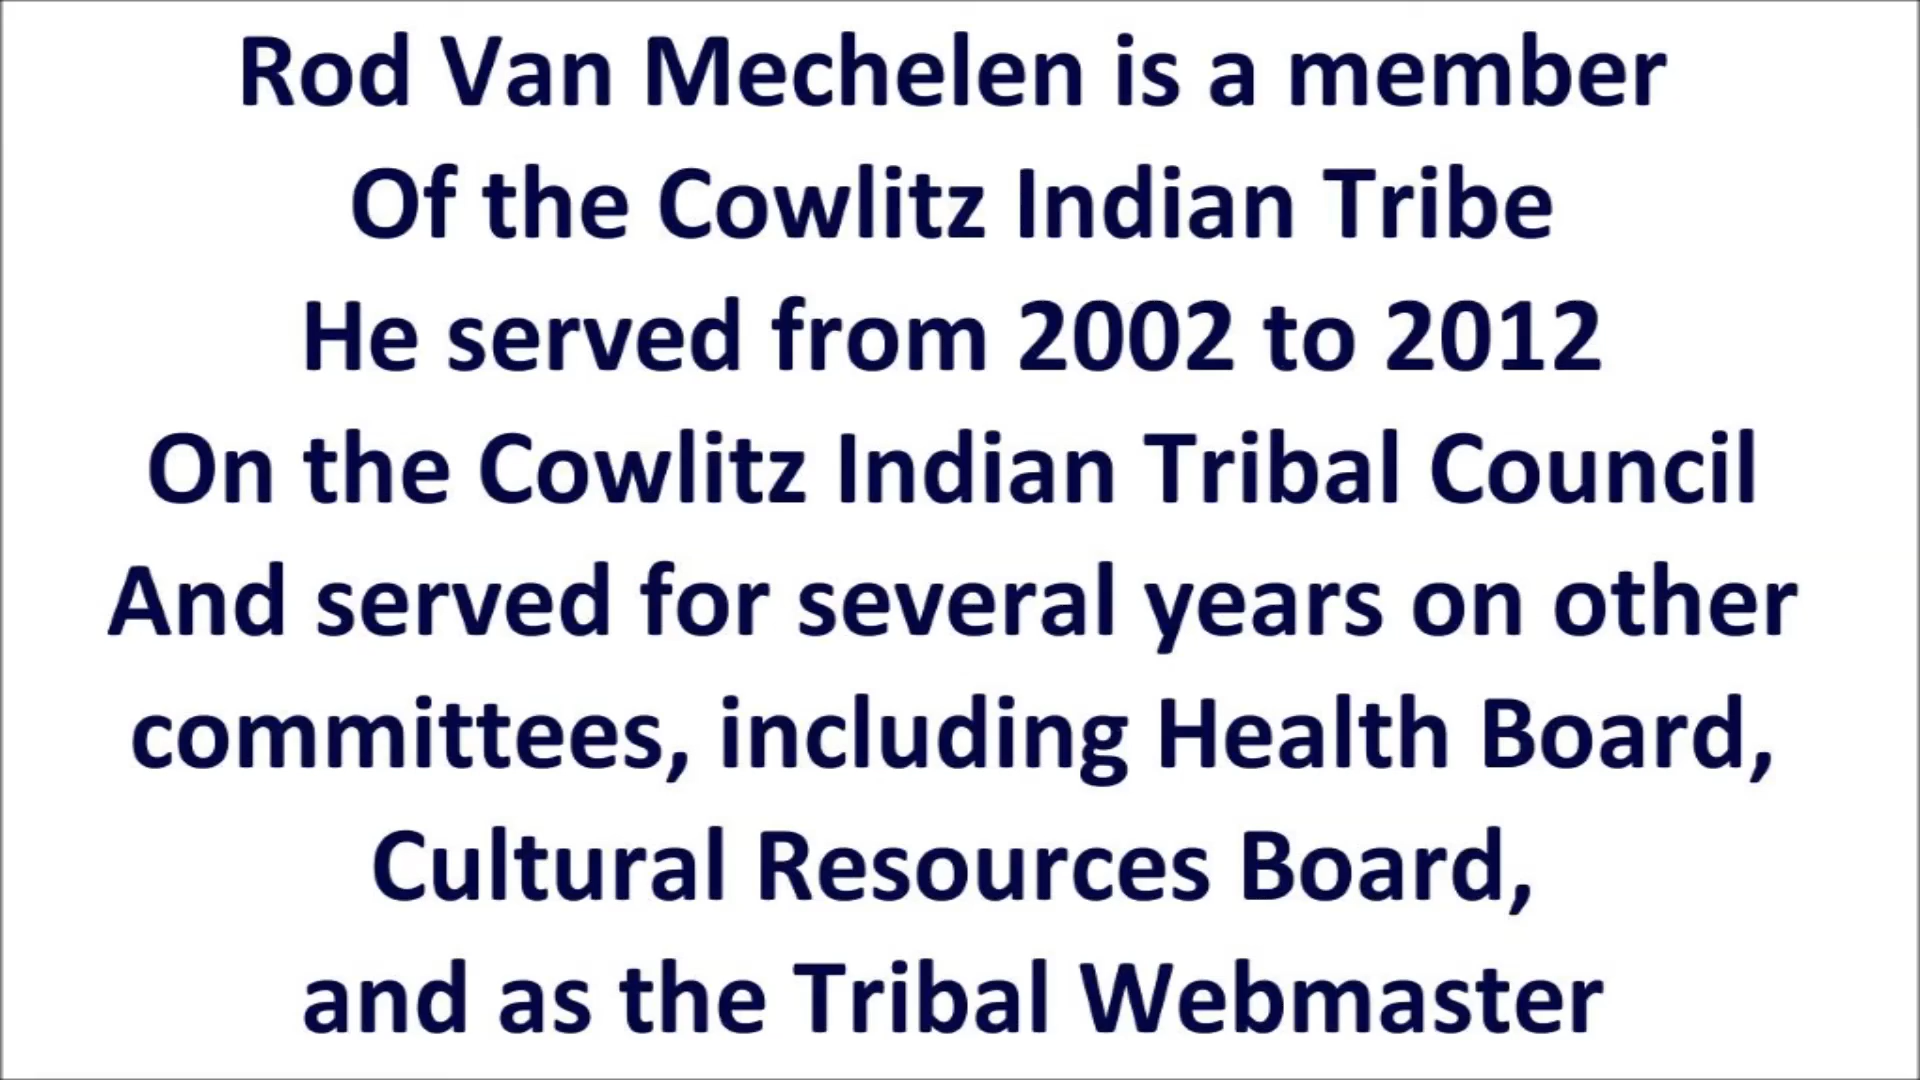 Rod Van Mechelen is a member
Of the Cowlitz Indian Tribe
He served from 2002 to 2012
On the Cowlitz Indian Tribal Council
And served for several years on other
committees, including Health Board,
Cultural Resources Board,
and as the Tribal Webmaster